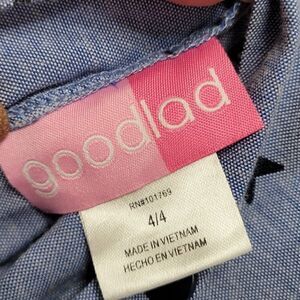 goodlad
RN#101769
4/4
MADE IN VIETNAM
HECHO EN VIETNAM